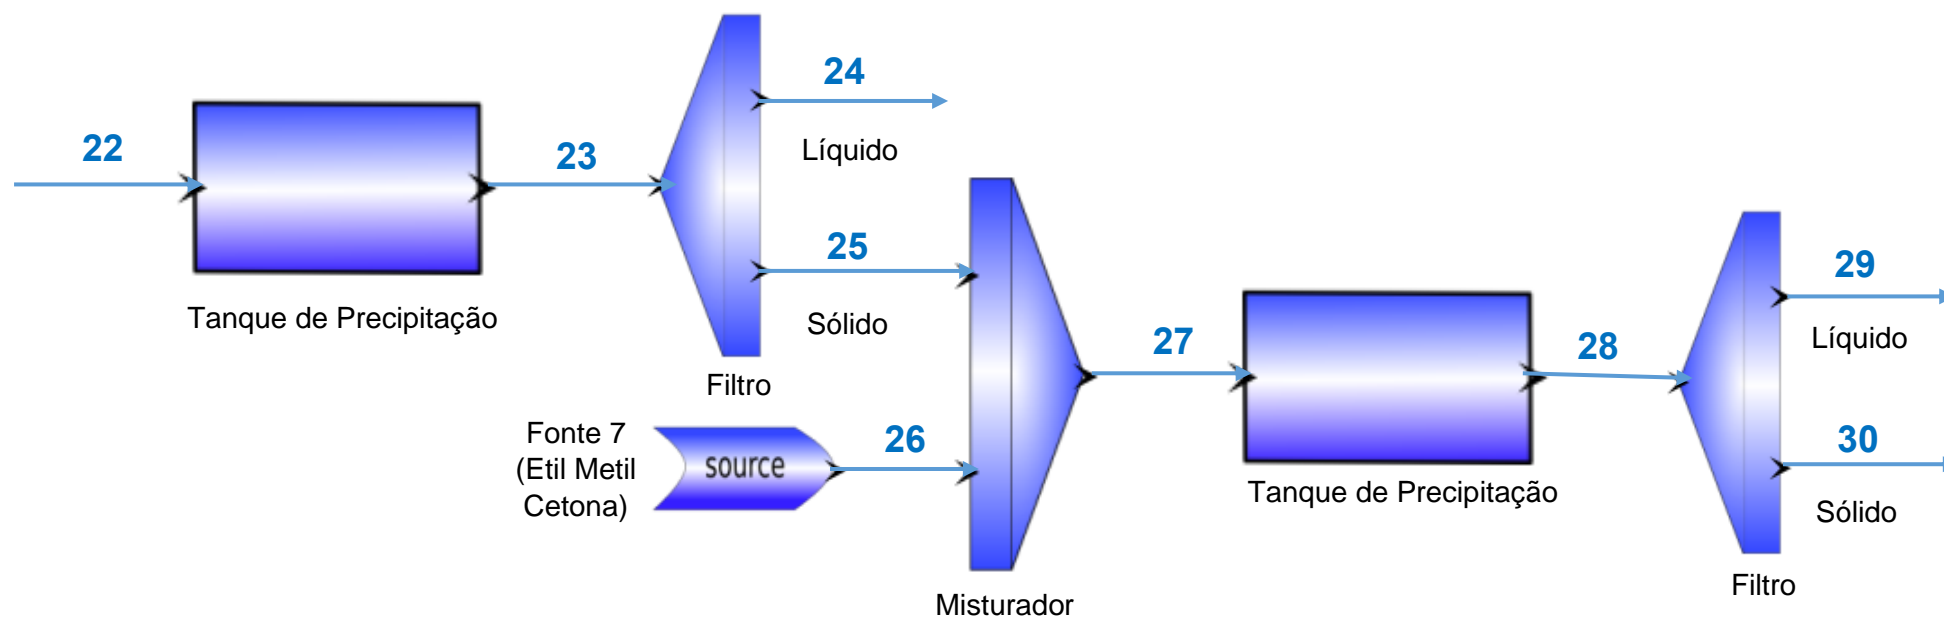 22
Tanque de Precipitação
23
24
Líquido
25
Sólido
Filtro
Fonte 7
(Etil Metil
Cetona)
source
26
Misturador
27
Tanque de Precipitação
28
29
Líquido
30
Sólido
Filtro